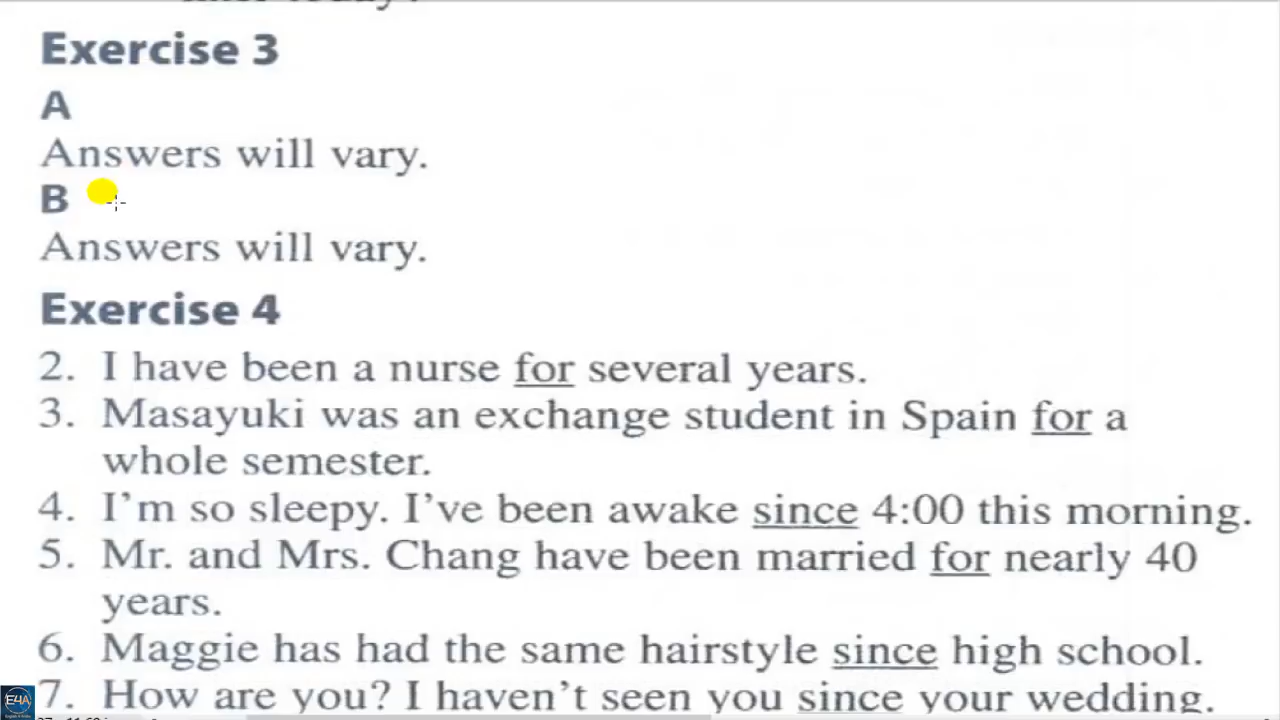 Exercise 3
A
Answers will vary.
B
Answers will vary.
Exercise 4
2. I have been a nurse for several years.
3. Masayuki was an exchange student in Spain for a
whole semester.
4. I'm so sleepy. I've been awake since 4:00 this morning.
5. Mr. and Mrs. Chang have been married for nearly 40
years.
6. Maggie has had the same hairstyle since high school.
7. How are you? I haven't seen you since your wedding.
E4A